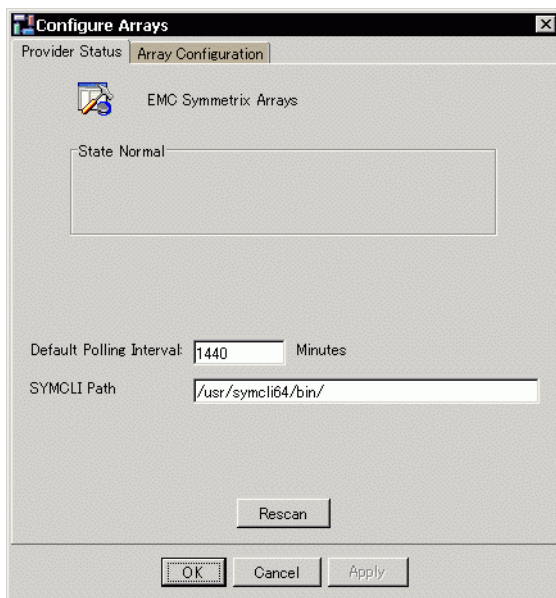 Configure Arrays
Provider Status Array Configuration
EMC Symmetrix Arrays
State Normal
Default Polling Interval: 1440 Minutes
SYMCLI Path /usr/symcli64/bin/
Rescan
OK Cancel Apply